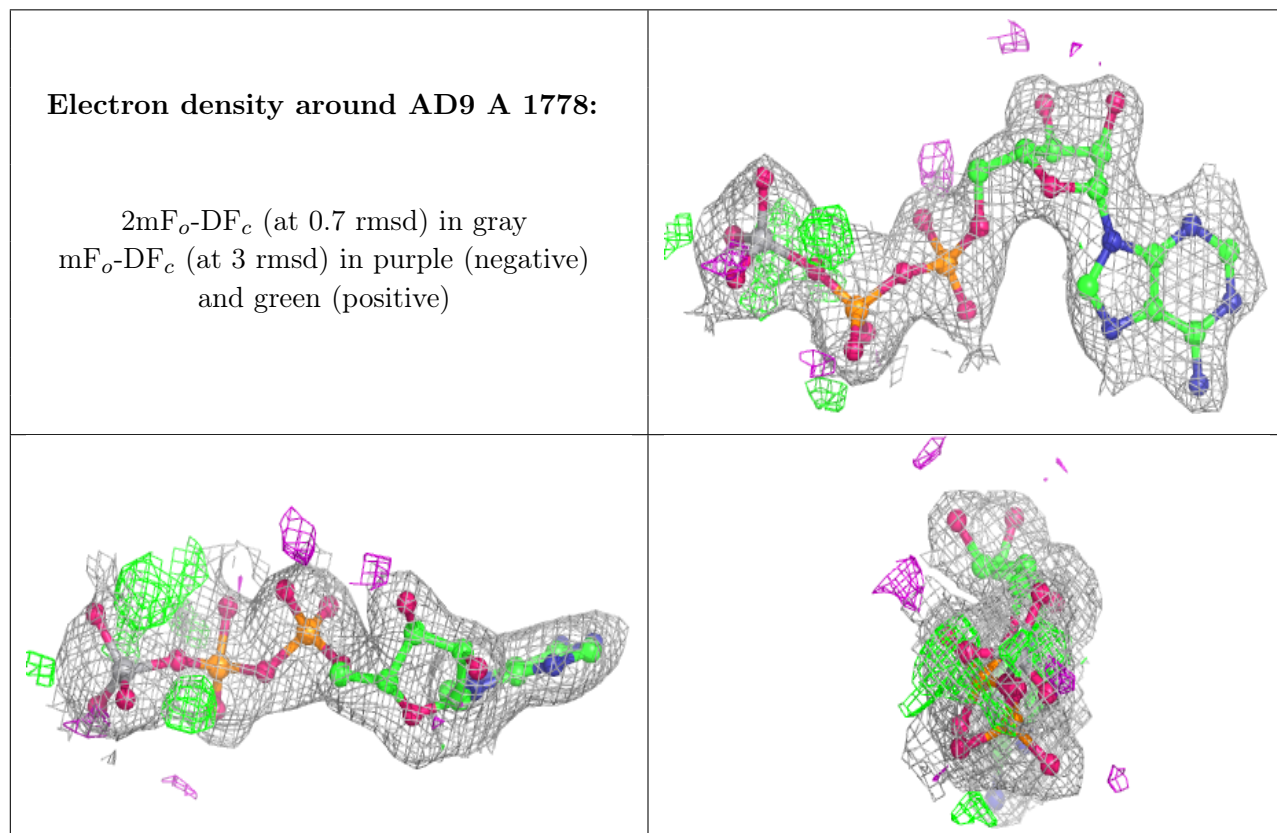 Electron density around AD9 A 1778:
2mFₒ-DF𝒸 (at 0.7 rmsd) in gray
mFₒ-DF𝒸 (at 3 rmsd) in purple (negative)
and green (positive)